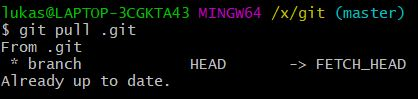 lukas@LAPTOP-3CGKTA43 MINGW64 /x/git (master)
$ git pull .git
From .git
 * branch            HEAD       -> FETCH_HEAD
Already up to date.